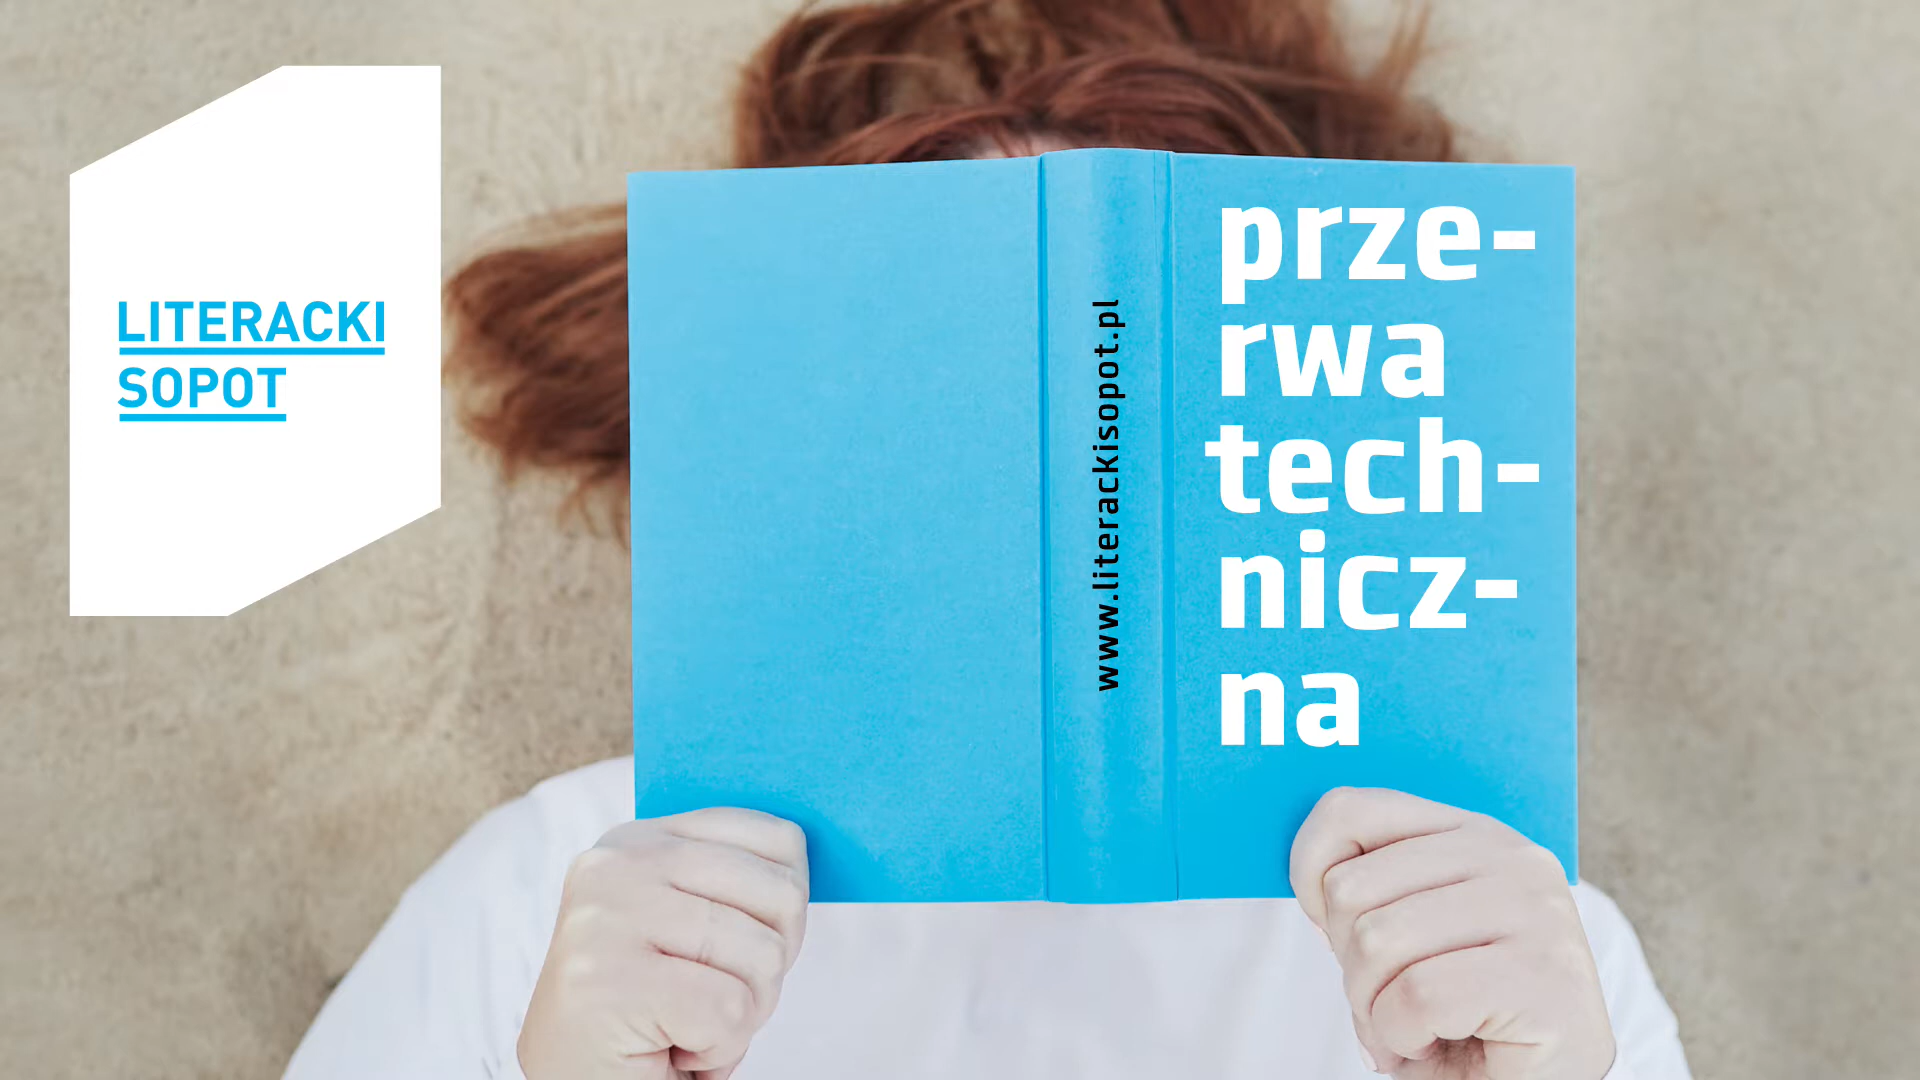 LITERACKI
SOPOT
www.literackisopot.pl
prze-
rwa
tech-
nicz-
na